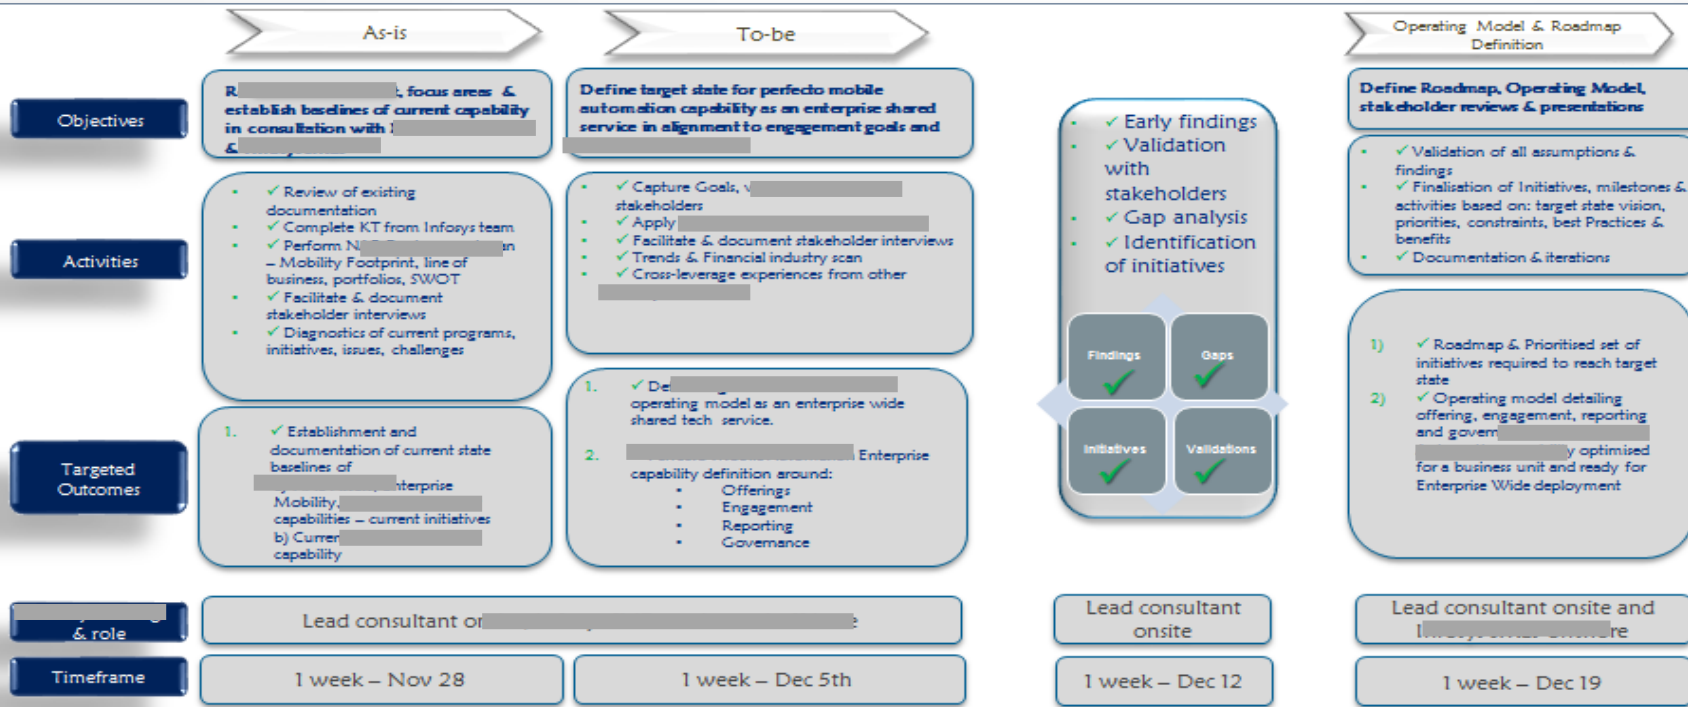 As-is
To-be
Operating Model & Roadmap
Definition
Objectives
focus areas &
establish baselines of current capability
in consultation with
&
Define target state for perfecto mobile
automation capability as an enterprise shared
service in alignment to engagement goals and
Define Roadmap, Operating Model,
stakeholder reviews & presentations
Activities
✓ Review of existing
documentation
✓ Complete KT from Infosys team
✓ Perform
– Mobility Footprint, line of
business, portfolios, SWOT
✓ Facilitate & document
stakeholder interviews
✓ Diagnostics of current programs,
initiatives, issues, challenges
✓ Capture Goals,
stakeholders
✓ Apply
✓ Facilitate & document stakeholder interviews
✓ Trends & Financial industry scan
✓ Cross-leverage experiences from other
✓ Early findings
✓ Validation
with
stakeholders
✓ Gap analysis
✓ Identification
of initiatives
Findings
Gaps
Initiatives
Validations
✓ Validation of all assumptions &
findings
✓ Finalisation of Initiatives, milestones &
activities based on: target state vision,
priorities, constraints, best Practices &
benefits
✓ Documentation & iterations
Targeted
Outcomes
1. ✓ Establishment and
documentation of current state
baselines of
Mobility,
capabilities – current initiatives
b)
capability
1. ✓
operating model as an enterprise wide
shared tech service.
2. Enterprise
capability definition around:
• Offerings
• Engagement
• Reporting
• Governance
1) ✓ Roadmap & Prioritised set of
initiatives required to reach target
state
2) ✓ Operating model detailing
offering, engagement, reporting
and
optimised
for a business unit and ready for
Enterprise Wide deployment
& role
Lead consultant
Lead consultant
onsite
Lead consultant onsite and
Timeframe
1 week – Nov 28
1 week – Dec 5th
1 week – Dec 12
1 week – Dec 19